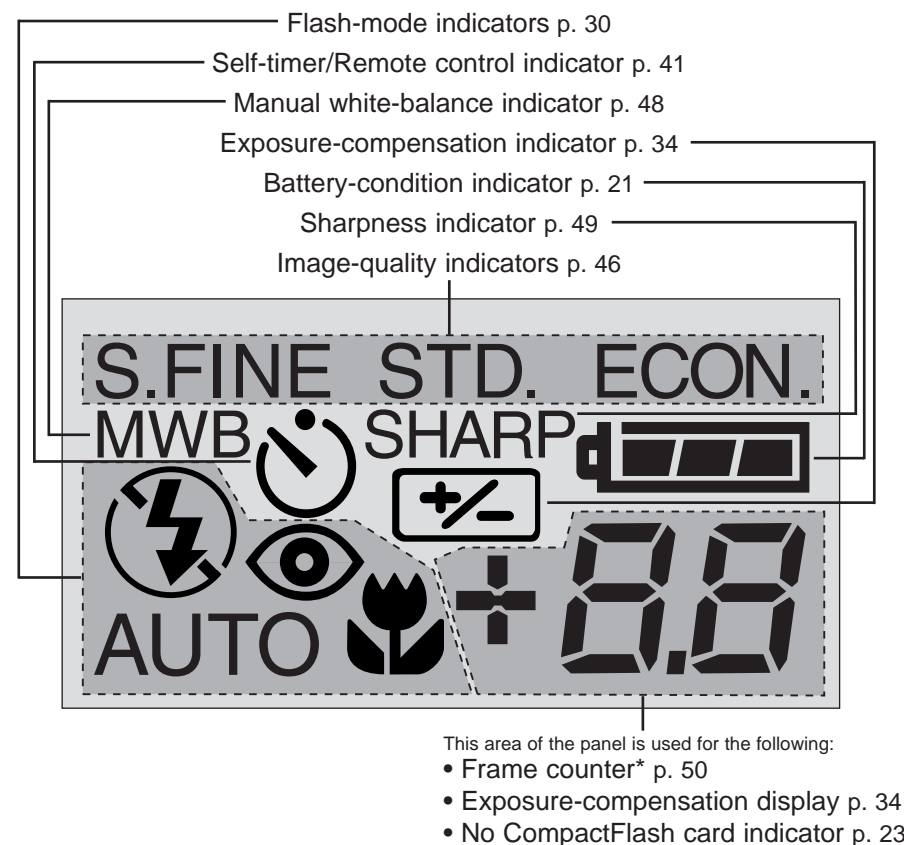 Flash-mode indicators p. 30
Self-timer/Remote control indicator p. 41
Manual white-balance indicator p. 48
Exposure-compensation indicator p. 34
Battery-condition indicator p. 21
Sharpness indicator p. 49
Image-quality indicators p. 46
S.FINE STD. ECON.
MWB SHARP
+/-
AUTO +8.8
This area of the panel is used for the following:
• Frame counter* p. 50
• Exposure-compensation display p. 34
• No CompactFlash card indicator p. 23